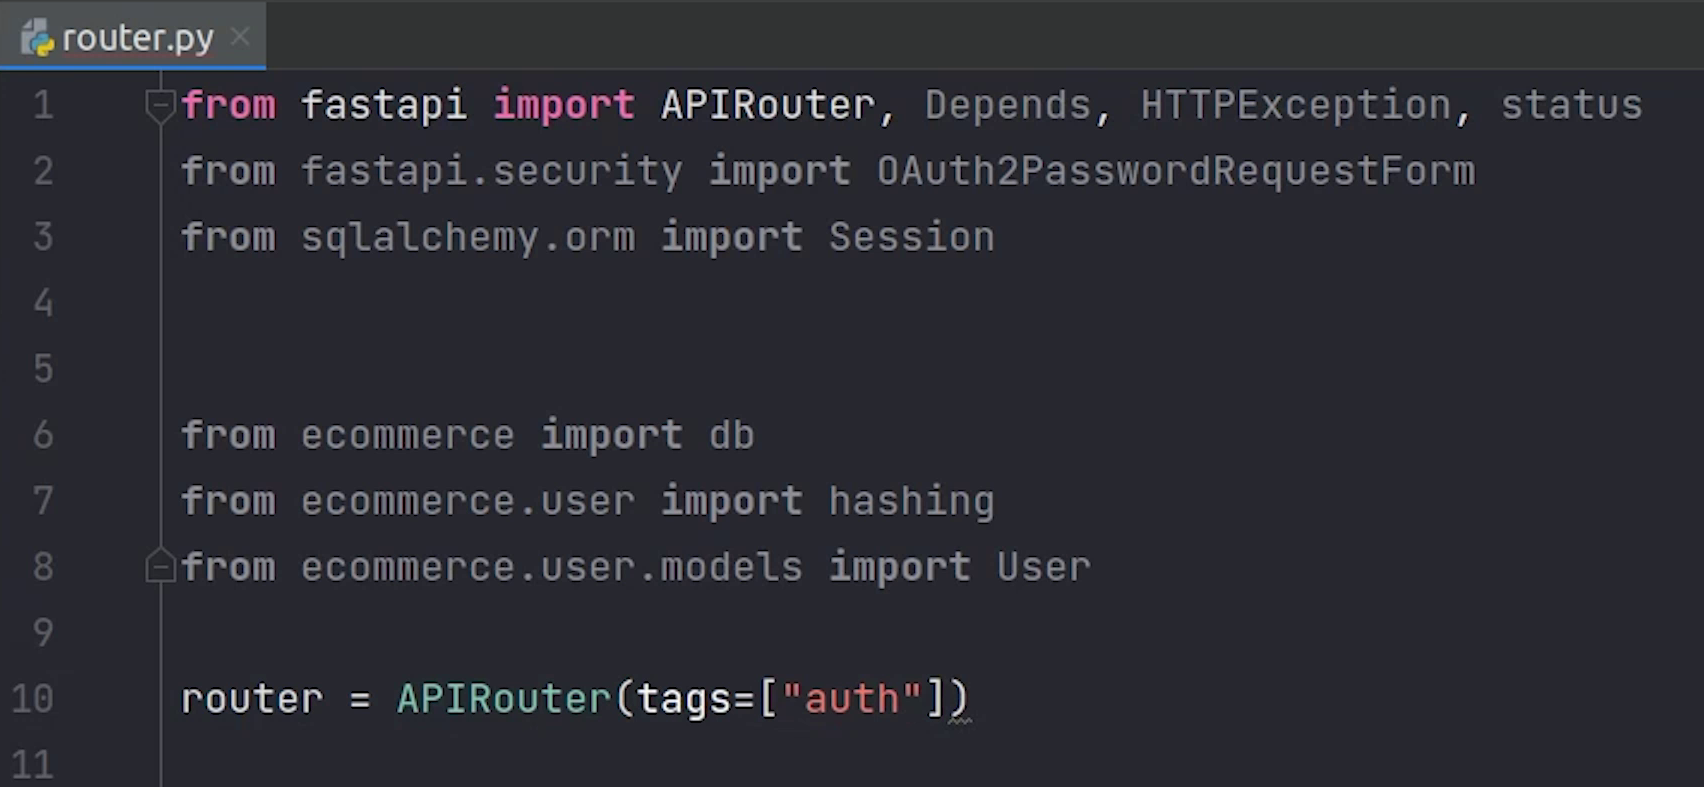 router.py
1 from fastapi import APIRouter, Depends, HTTPException, status
2 from fastapi.security import OAuth2PasswordRequestForm
3 from sqlalchemy.orm import Session
4
5
6 from ecommerce import db
7 from ecommerce.user import hashing
8 from ecommerce.user.models import User
9
10 router = APIRouter(tags=["auth"])
11